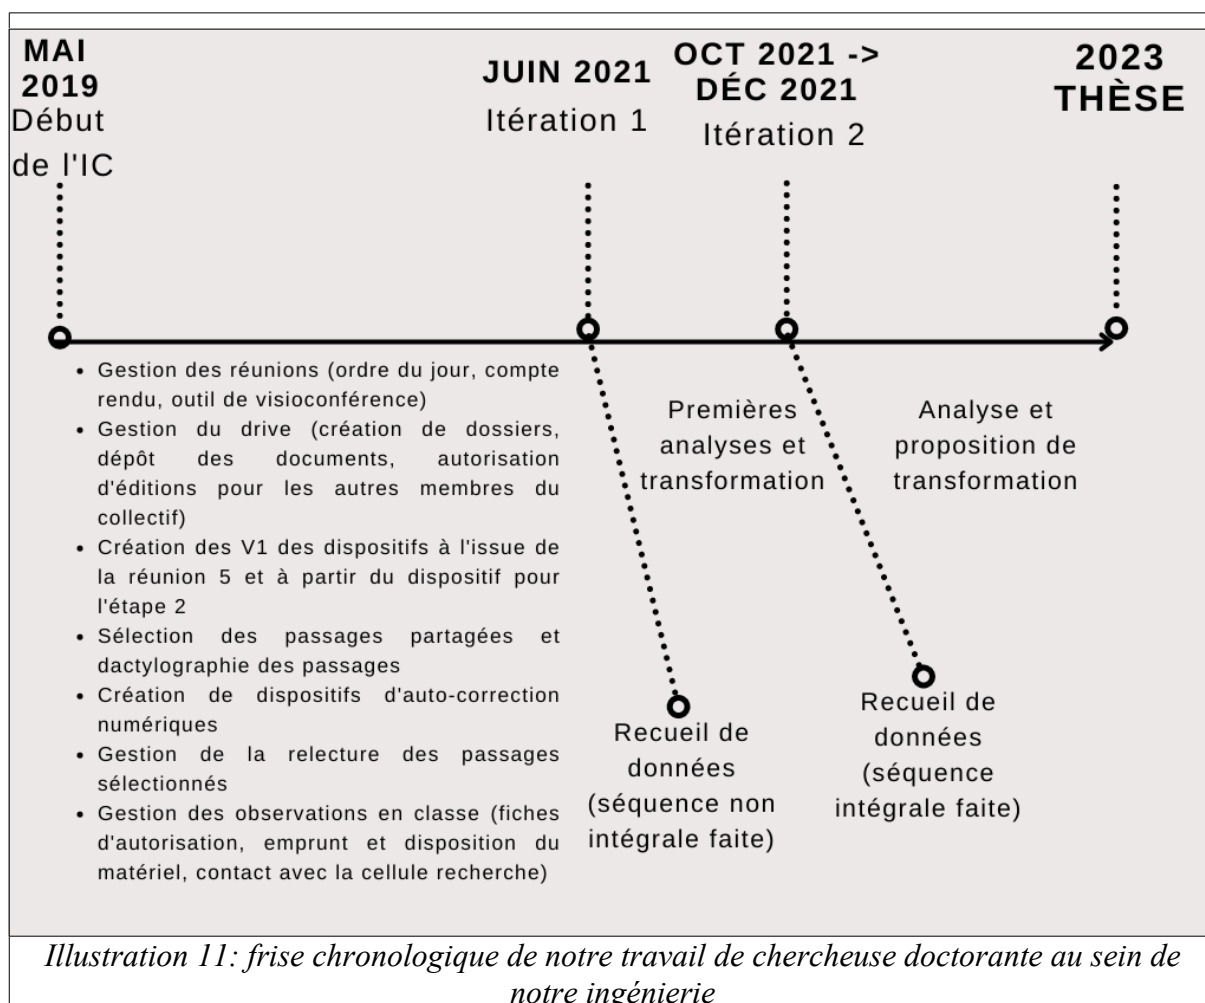 MAI
2019
Début
de l'IC
JUIN 2021
Itération 1
OCT 2021 ->
DÉC 2021
Itération 2
2023
THÈSE
• Gestion des réunions (ordre du jour, compte
rendu, outil de visioconférence)
• Gestion du drive (création de dossiers,
dépôt des documents, autorisation
d'éditions pour les autres membres du
collectif)
• Création des V1 des dispositifs à l'issue de
la réunion 5 et à partir du dispositif pour
l'étape 2
• Sélection des passages partagées et
dactylographie des passages
• Création de dispositifs d'auto-correction
numériques
• Gestion de la relecture des passages
sélectionnés
• Gestion des observations en classe (fiches
d'autorisation, emprunt et disposition du
matériel, contact avec la cellule recherche)
Premières
analyses et
transformation
Analyse et
proposition de
transformation
Recueil de
données
(séquence non
intégrale faite)
Recueil de
données
(séquence
intégrale faite)
Illustration 11: frise chronologique de notre travail de chercheuse doctorante au sein de
notre ingénierie